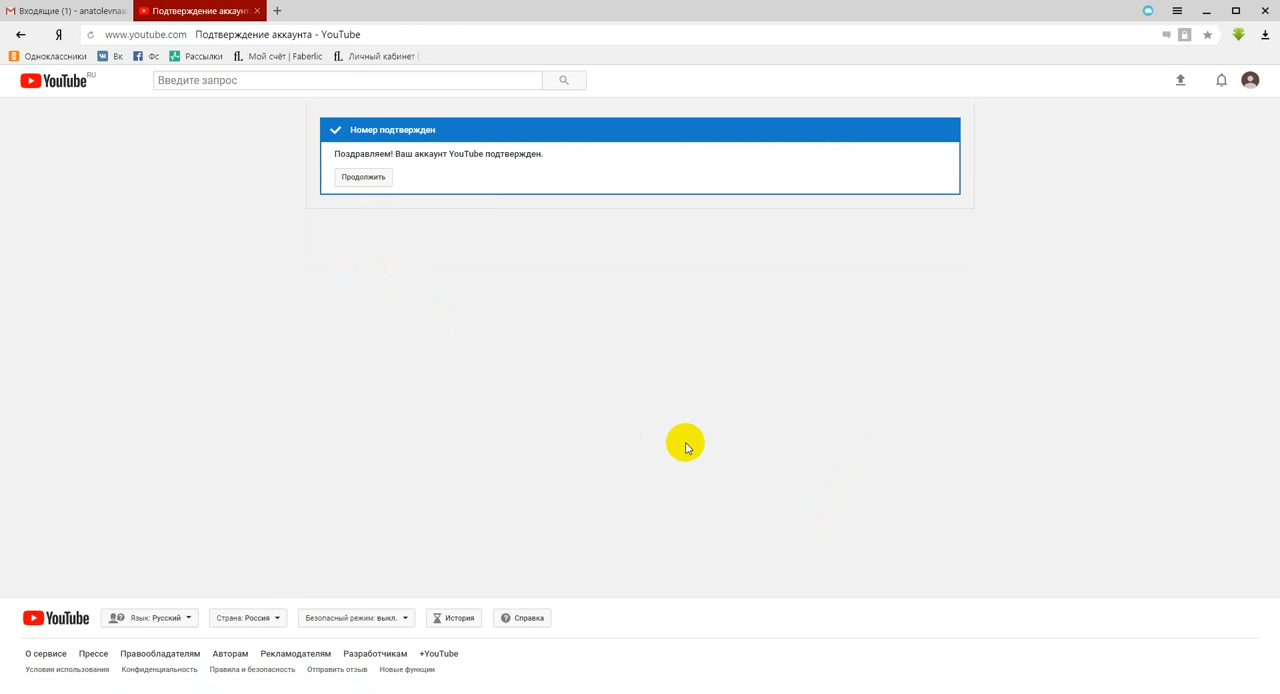 Входящие (1) - anatolevnaa
Подтверждение аккаунт
www.youtube.com Подтверждение аккаунта - YouTube
Одноклассники Вк Фс Рассылки Мой счёт | Faberlic Личный кабинет |
YouTube RU
Введите запрос
Номер подтвержден
Поздравляем! Ваш аккаунт YouTube подтвержден.
Продолжить
YouTube Язык: Русский Страна: Россия Безопасный режим: выкл. История Справка
О сервисе Прессе Правообладателям Авторам Рекламодателям Разработчикам +YouTube
Условия использования Конфиденциальность Правила и безопасность Отправить отзыв Новые функции